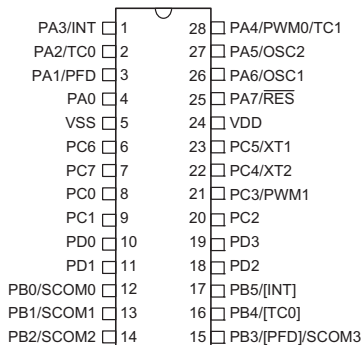 PA3/INT 1 28 PA4/PWM0/TC1
PA2/TC0 2 27 PA5/OSC2
PA1/PFD 3 26 PA6/OSC1
PA0 4 25 PA7/RES
VSS 5 24 VDD
PC6 6 23 PC5/XT1
PC7 7 22 PC4/XT2
PC0 8 21 PC3/PWM1
PC1 9 20 PC2
PD0 10 19 PD3
PD1 11 18 PD2
PB0/SCOM0 12 17 PB5/[INT]
PB1/SCOM1 13 16 PB4/[TC0]
PB2/SCOM2 14 15 PB3/[PFD]/SCOM3